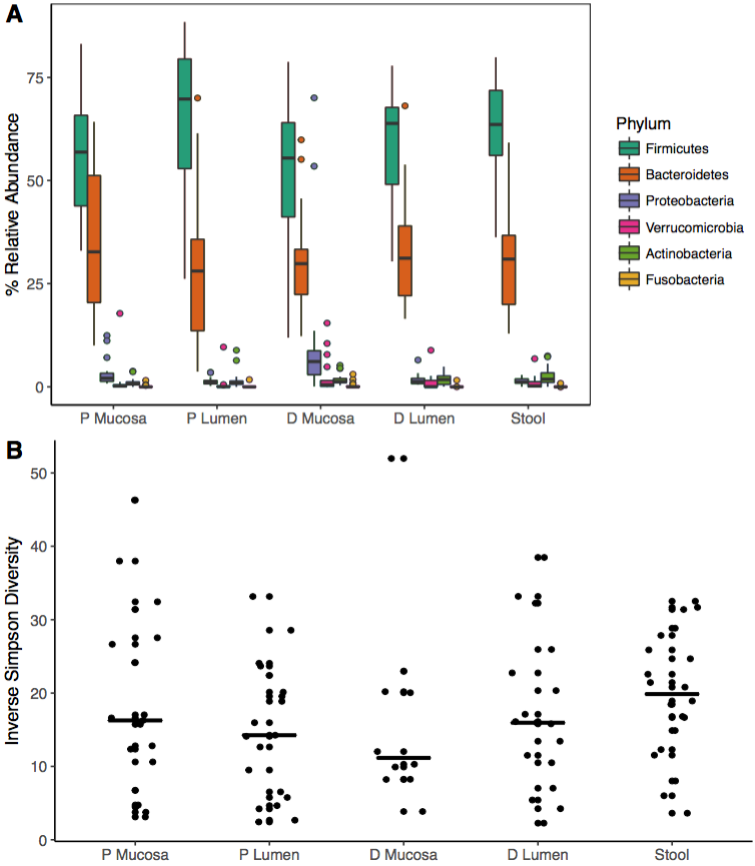 A
% Relative Abundance
75
50
25
0
P Mucosa P Lumen D Mucosa D Lumen Stool
Phylum
Firmicutes
Bacteroidetes
Proteobacteria
Verrucomicrobia
Actinobacteria
Fusobacteria
B
Inverse Simpson Diversity
50
40
30
20
10
0
P Mucosa P Lumen D Mucosa D Lumen Stool